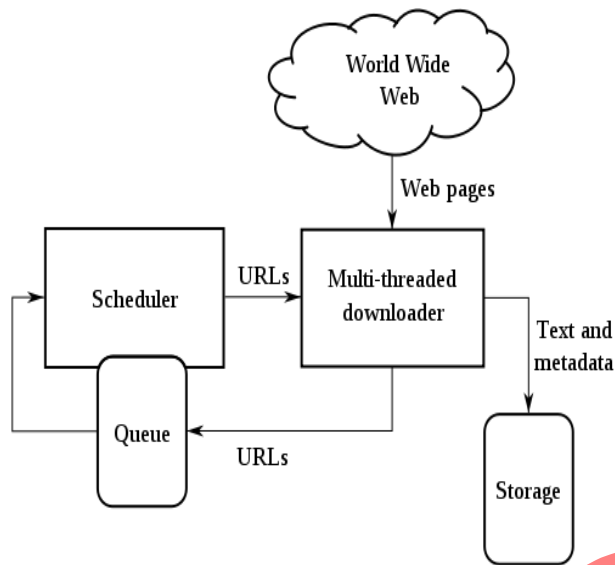 World Wide
Web
Web pages
URLs
Scheduler
Multi-threaded
downloader
Text and
metadata
Queue
URLs
Storage